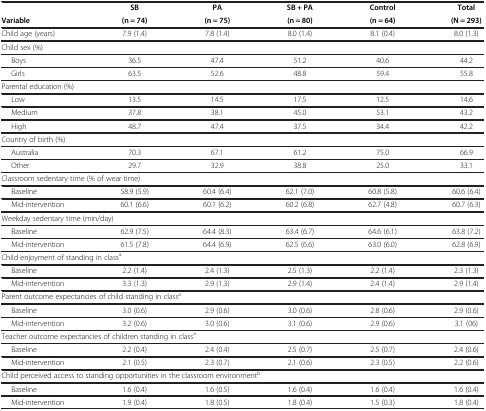 SB PA SB + PA Control Total
Variable (n = 74) (n = 75) (n = 80) (n = 64) (N = 293)
Child age (years) 7.9 (1.4) 7.8 (1.4) 8.0 (1.4) 8.1 (0.4) 8.0 (1.3)
Child sex (%)
Boys 36.5 47.4 51.2 40.6 44.2
Girls 63.5 52.6 48.8 59.4 55.8
Parental education (%)
Low 13.5 14.5 17.5 12.5 14.6
Medium 37.8 38.1 45.0 53.1 43.2
High 48.7 47.4 37.5 34.4 42.2
Country of birth (%)
Australia 70.3 67.1 61.2 75.0 66.9
Other 29.7 32.9 38.8 25.0 33.1
Classroom sedentary time (% of wear time)
Baseline 58.9 (5.9) 60.4 (6.4) 62.1 (7.0) 60.8 (5.8) 60.6 (6.4)
Mid-intervention 60.1 (6.6) 60.1 (6.2) 60.2 (6.8) 62.7 (4.8) 60.7 (6.3)
Weekday sedentary time (min/day)
Baseline 62.9 (7.5) 64.4 (8.3) 63.4 (6.7) 64.6 (6.1) 63.8 (7.2)
Mid-intervention 61.5 (7.8) 64.4 (6.9) 62.5 (6.6) 63.0 (6.0) 62.8 (6.9)
Child enjoyment of standing in class^a
Baseline 2.2 (1.4) 2.4 (1.3) 2.5 (1.3) 2.2 (1.4) 2.3 (1.3)
Mid-intervention 3.3 (1.3) 2.9 (1.3) 2.9 (1.4) 2.4 (1.4) 2.9 (1.4)
Parent outcome expectancies of child standing in class^a
Baseline 3.0 (0.6) 2.9 (0.6) 3.0 (0.6) 2.8 (0.6) 2.9 (0.6)
Mid-intervention 3.2 (0.6) 3.0 (0.6) 3.1 (0.6) 2.9 (0.6) 3.1 (06)
Teacher outcome expectancies of children standing in class^a
Baseline 2.2 (0.4) 2.4 (0.4) 2.5 (0.7) 2.5 (0.7) 2.4 (0.6)
Mid-intervention 2.1 (0.5) 2.3 (0.7) 2.1 (0.6) 2.3 (0.5) 2.2 (0.6)
Child perceived access to standing opportunities in the classroom environment^b
Baseline 1.6 (0.4) 1.6 (0.5) 1.6 (0.4) 1.6 (0.4) 1.6 (0.4)
Mid-intervention 1.9 (0.4) 1.8 (0.5) 1.8 (0.4) 1.5 (0.3) 1.8 (0.4)